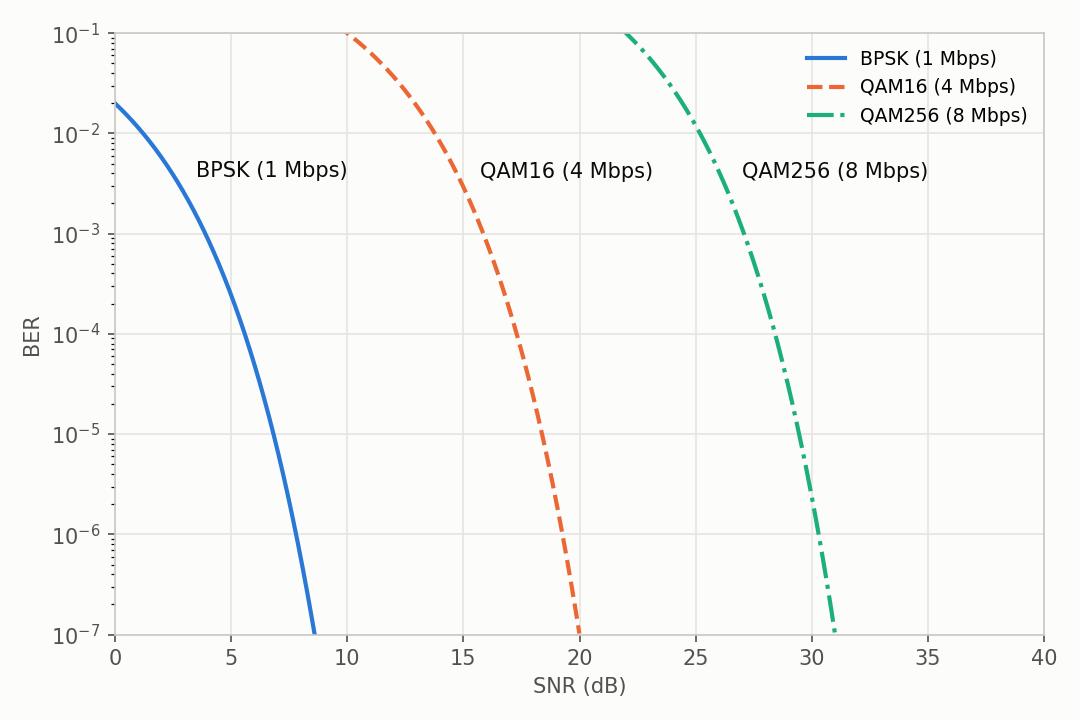 10⁻¹
10⁻²
10⁻³
10⁻⁴
10⁻⁵
10⁻⁶
10⁻⁷
BER
BPSK (1 Mbps)
QAM16 (4 Mbps)
QAM256 (8 Mbps)
BPSK (1 Mbps)
QAM16 (4 Mbps)
QAM256 (8 Mbps)
0 5 10 15 20 25 30 35 40
SNR (dB)